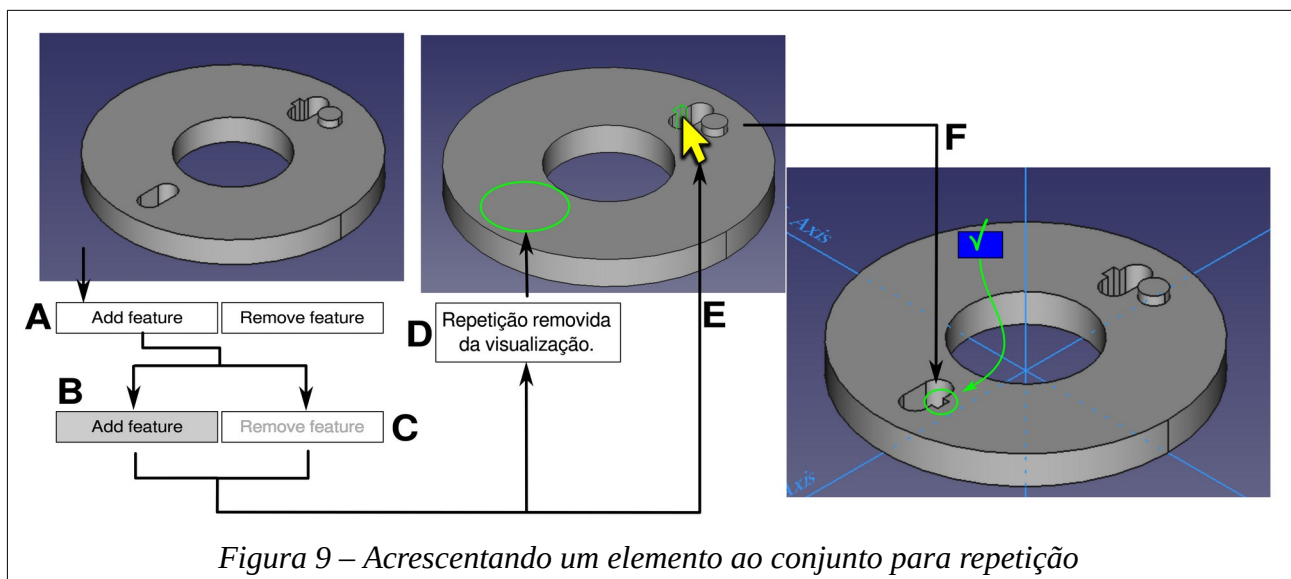 F
Axis
A
Add feature
Remove feature
D
Repetição removida
da visualização.
E
B
Add feature
Remove feature
C
Axis
Figura 9 – Acrescentando um elemento ao conjunto para repetição